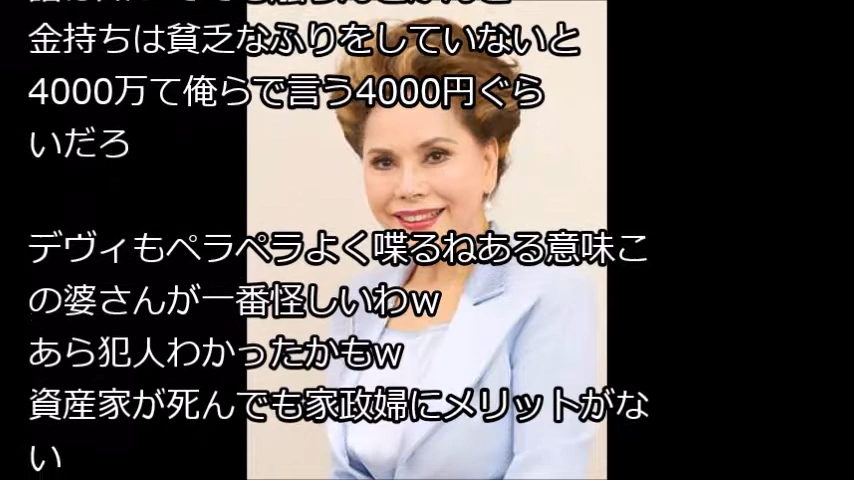 金持ちは貧乏なふりをしていないと
4000万て俺らで言う4000円ぐら
いだろ
デヴィもペラペラよく喋るねある意味こ
の婆さんが一番怪しいわw
あら犯人わかったかもw
資産家が死んでも家政婦にメリットがな
い